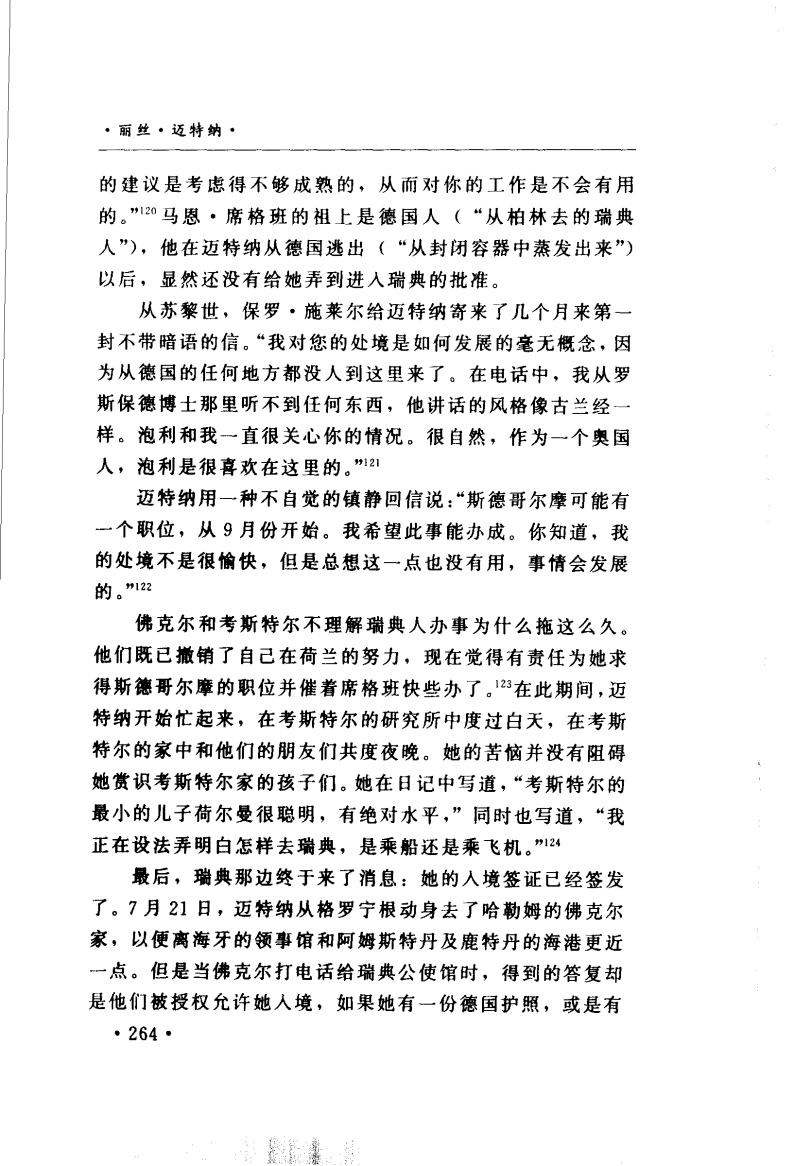 ·丽丝·迈特纳·
的建议是考虑得不够成熟的，从而对你的工作是不会有用
的。”120马恩·席格班的祖上是德国人（“从柏林去的瑞典
人”），他在迈特纳从德国逃出（“从封闭容器中蒸发出来”）
以后，显然还没有给她弄到进入瑞典的批准。
从苏黎世，保罗·施莱尔给迈特纳寄来了几个月来第一
封不带暗语的信。“我对您的处境是如何发展的毫无概念，因
为从德国的任何地方都没人到这里来了。在电话中，我从罗
斯保德博士那里听不到任何东西，他讲话的风格像古兰经一
样。泡利和我一直很关心你的情况。很自然，作为一个奥国
人，泡利是很喜欢在这里的。”121
迈特纳用一种不自觉的镇静回信说：“斯德哥尔摩可能有
一个职位，从9月份开始。我希望此事能办成。你知道，我
的处境不是很愉快，但是总想这一点也没有用，事情会发展
的。”122
佛克尔和考斯特尔不理解瑞典人办事为什么拖这么久。
他们既已撤销了自己在荷兰的努力，现在觉得有责任为她求
得斯德哥尔摩的职位并催着席格班快些办了。123在此期间，迈
特纳开始忙起来，在考斯特尔的研究所中度过白天，在考斯
特尔的家中和他们的朋友们共度夜晚。她的苦恼并没有阻碍
她赏识考斯特尔家的孩子们。她在日记中写道，“考斯特尔的
最小的儿子荷尔曼很聪明，有绝对水平，”同时也写道，“我
正在设法弄明白怎样去瑞典，是乘船还是乘飞机。”124
最后，瑞典那边终于来了消息：她的入境签证已经签发
了。7月21日，迈特纳从格罗宁根动身去了哈勒姆的佛克尔
家，以便离海牙的领事馆和阿姆斯特丹及鹿特丹的海港更近
一点。但是当佛克尔打电话给瑞典公使馆时，得到的答复却
是他们被授权允许她入境，如果她有一份德国护照，或是有
·264·